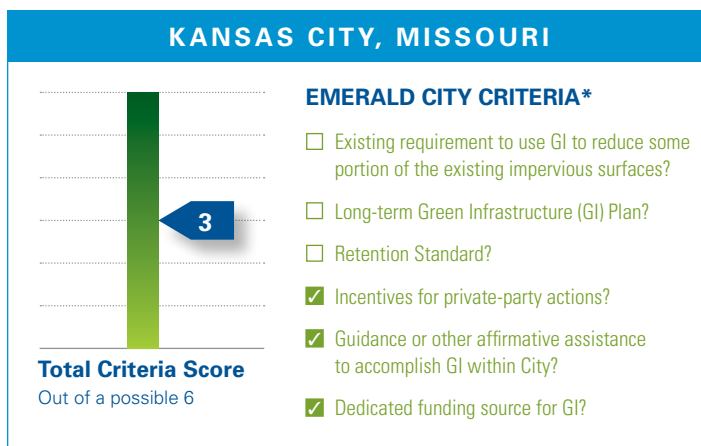 KANSAS CITY, MISSOURI
3
Total Criteria Score
Out of a possible 6
EMERALD CITY CRITERIA*
Existing requirement to use GI to reduce some
portion of the existing impervious surfaces?
Long-term Green Infrastructure (GI) Plan?
Retention Standard?
Incentives for private-party actions?
Guidance or other affirmative assistance
to accomplish GI within City?
Dedicated funding source for GI?